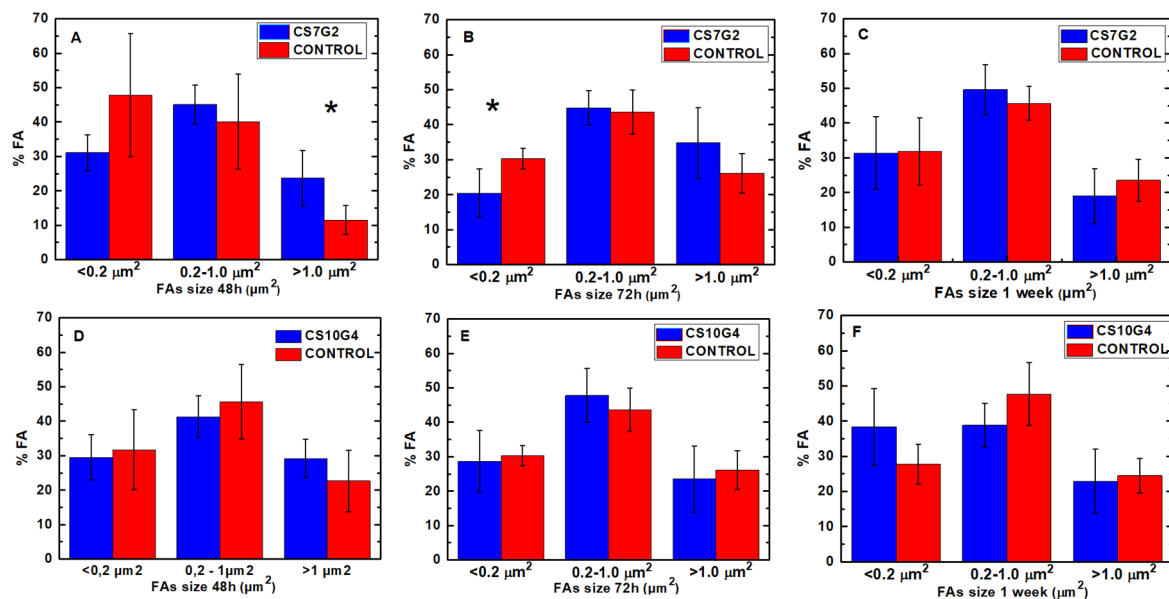 A
CS7G2
CONTROL
*
% FA
70
60
50
40
30
20
10
0
<0.2 µm²
0.2-1.0 µm²
>1.0 µm²
FAs size 48h (µm²)
B
CS7G2
CONTROL
*
% FA
70
60
50
40
30
20
10
0
<0.2 µm²
0.2-1.0 µm²
>1.0 µm²
FAs size 72h (µm²)
C
CS7G2
CONTROL
% FA
70
60
50
40
30
20
10
0
<0.2 µm²
0.2-1.0 µm²
>1.0 µm²
FAs size 1 week (µm²)
D
CS10G4
CONTROL
% FA
70
60
50
40
30
20
10
0
<0,2 µm2
0,2 - 1µm2
>1 µm2
FAs size 48h (µm²)
E
CS10G4
CONTROL
% FA
70
60
50
40
30
20
10
0
<0.2 µm²
0.2-1.0 µm²
>1.0 µm²
FAs size 72h (µm²)
F
CS10G4
CONTROL
% FA
70
60
50
40
30
20
10
0
<0.2 µm²
0.2-1.0 µm²
>1.0 µm²
FAs size 1 week (µm²)